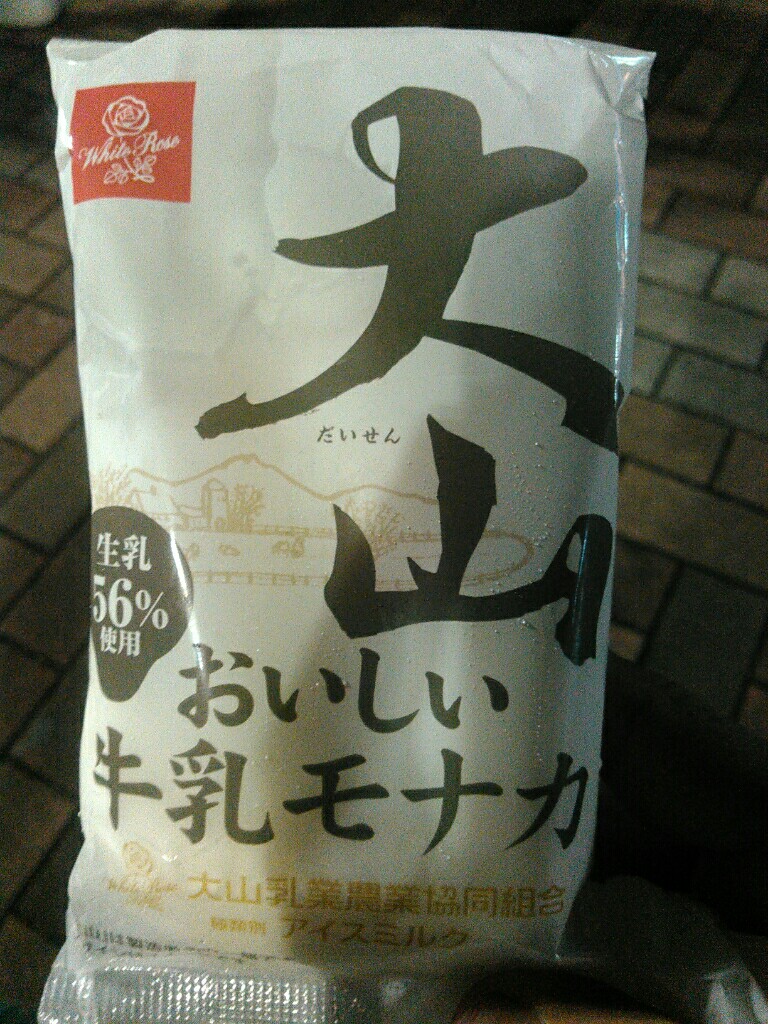 White Rose
大山
だいせん
生乳
56%
使用
おいしい
牛乳モナカ
White Rose
大山乳業農業協同組合
種類別 アイスミルク